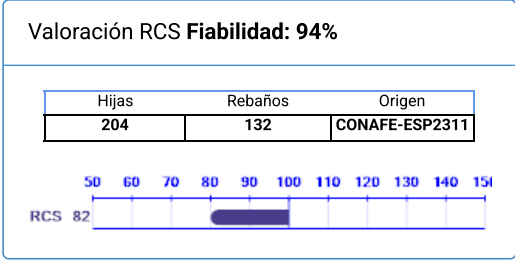 Valoración RCS Fiabilidad: 94%
Hijas Rebaños Origen
204 132 CONAFE-ESP2311
50 60 70 80 90 100 110 120 130 140 15
RCS 82